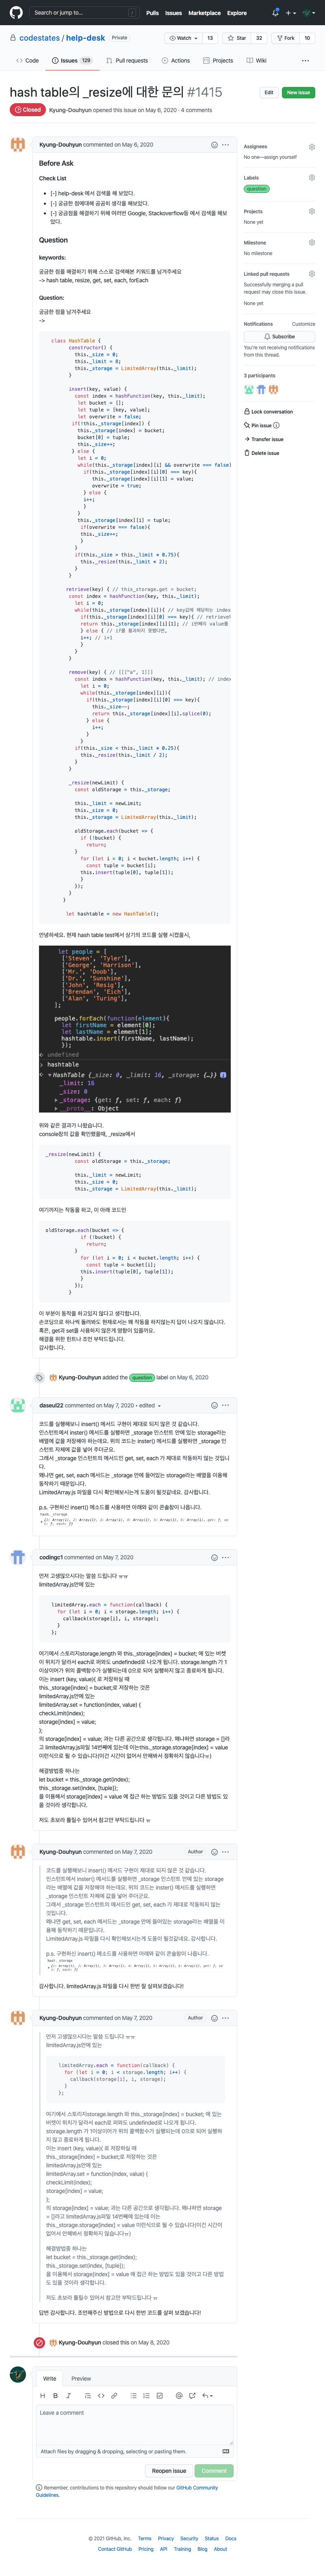 Search or jump to...
/
Pulls Issues Marketplace Explore
codestates / help-desk Private
Watch 13 Star 32 Fork 10
Code Issues 129 Pull requests Actions Projects Wiki
hash table의 _resize에 대한 문의 #1415
Edit New issue
Closed Kyung-Douhyun opened this issue on May 6, 2020 · 4 comments
Kyung-Douhyun commented on May 6, 2020
Before Ask
Check List
[-] help-desk 에서 검색을 해 보았다.
[-] 궁금한 점에대해 곰곰히 생각을 해보았다.
[-] 궁금점을 해결하기 위해 여러번 Google, Stackoverflow등 에서 검색을 해보았다.
Question
keywords:
궁금한 점을 해결하기 위해 스스로 검색해본 키워드를 남겨주세요
-> hash table, resize, get, set, each, forEach
Question:
궁금한 점을 남겨주세요
->
class HashTable {
constructor() {
this._size = 0;
this._limit = 8;
this._storage = LimitedArray(this._limit);
}
insert(key, value) {
const index = hashFunction(key, this._limit);
let bucket = [];
let tuple = [key, value];
let overwrite = false;
if(!this._storage[index]) {
this._storage[index] = bucket;
bucket[0] = tuple;
this._size++;
} else {
let i = 0;
while(this._storage[index][i] && overwrite === false)
if(this._storage[index][i][0] === key){
this._storage[index][i][1] = value;
overwrite = true;
} else {
i++;
}
}
this._storage[index][i] = tuple;
if(overwrite === false){
this._size++;
}
}
if(this._size > this._limit * 0.75){
this._resize(this._limit * 2);
}
}
retrieve(key) { // this_storage.get = bucket;
const index = hashFunction(key, this._limit);
let i = 0;
while(this._storage[index][i]){ // key값에 해당하는 index
if(this._storage[index][i][0] === key){ // retrieve
return this._storage[index][i][1];
} else { // if를 통과하지 못했다면,
i++; // i+1
}
}
}
remove(key) { // [[["a", 1]]]
const index = hashFunction(key, this._limit); // index
let i = 0;
while(this._storage[index][i]){
if(this._storage[index][i][0] === key){
this._size--;
return this._storage[index][i].splice(0);
} else {
i++;
}
}
if(this._size < this._limit * 0.25){
this._resize(this._limit / 2);
}
}
_resize(newLimit) {
const oldStorage = this._storage;
this._limit = newLimit;
this._size = 0;
this._storage = LimitedArray(this._limit);
oldStorage.each(bucket => {
if (!bucket) {
return;
}
for (let i = 0; i < bucket.length; i++) {
const tuple = bucket[i];
this.insert(tuple[0], tuple[1]);
}
});
}
}
let hashtable = new HashTable();
안녕하세요. 현재 hash table test에서 상기의 코드를 실행 시켰을시,
let people = [
['Steven', 'Tyler'],
['George', 'Harrison'],
['Mr.', 'Doob'],
['Dr.', 'Sunshine'],
['John', 'Resig'],
['Brendan', 'Eich'],
['Alan', 'Turing'],
];
people.forEach(function(element){
let firstName = element[0];
let lastName = element[1];
hashtable.insert(firstName, lastName);
});
undefined
hashtable
HashTable {_size: 0, _limit: 16, _storage: {…}}
_limit: 16
_size: 0
_storage: {get: ƒ, set: ƒ, each: ƒ}
__proto__: Object
위와 같은 결과가 나왔습니다.
console창의 값을 확인했을때, _resize에서
_resize(newLimit) {
const oldStorage = this._storage;
this._limit = newLimit;
this._size = 0;
this._storage = LimitedArray(this._limit);
여기까지는 작동을 하고, 이 아래 코드인
oldStorage.each(bucket => {
if (!bucket) {
return;
}
for (let i = 0; i < bucket.length; i++) {
const tuple = bucket[i];
this.insert(tuple[0], tuple[1]);
}
});
}
이 부분이 동작을 하고있지 않다고 생각합니다.
손코딩으로 하나씩 돌려봐도 현재로서는 왜 작동을 하지않는지 답이 나오지 않습니다.
혹은, get과 set를 사용하지 않은게 영향이 있을까요.
해결을 위한 힌트나 조언 부탁드립니다.
감사합니다.
Kyung-Douhyun added the question label on May 6, 2020
daseul22 commented on May 7, 2020 • edited
코드를 실행해보니 insert() 메서드 구현이 제대로 되지 않은 것 같습니다.
인스턴트에서 inster() 메서드를 실행하면 _storage 인스턴트 안에 있는 storage라는 배열에 값을 저장해야 하는데요. 위의 코드는 inster() 메서드를 실행하면 _storage 인스턴트 자체에 값을 넣어 주더군요.
그래서 _storage 인스턴트의 메서드인 get, set, each 가 제대로 작동하지 않는 것입니다.
왜냐면 get, set, each 메서드는 _storage 안에 들어있는 storage라는 배열을 이용해 동작하기 때문입니다.
LimitedArray.js 파일을 다시 확인해보시는게 도움이 될것같네요. 감사합니다.
p.s. 구현하신 insert() 메소드를 사용하면 아래와 같이 콘솔창이 나옵니다.
codingc1 commented on May 7, 2020
먼저 고생많으시다는 말씀 드립니다 ㅠㅠ
limitedArray.js안에 있는
limitedArray.each = function(callback) {
for (let i = 0; i < storage.length; i++) {
callback(storage[i], i, storage);
}
};
여기에서 스토리지storage.length 와 this._storage[index] = bucket; 에 있는 버켓이 위치가 달라서 each로 퍼와도 undefinded로 나오게 됩니다. storage.length 가 1이상이어가 위의 콜백함수가 실행되는데 0으로 되어 실행하지 않고 종료하게 됩니다.
이는 insert (key, value){ 로 저장하실 때
this._storage[index] = bucket;로 저장하는 것은
limitedArray.js안에 있는
limitedArray.set = function(index, value) {
checkLimit(index);
storage[index] = value;
};
의 storage[index] = value; 과는 다른 공간으로 생각됩니다. 왜냐하면 storage = []라고 limitedArray.js파일 14번째에 있는데 이는this._storage.storage[index] = value 이런식으로 될 수 있습니다(이건 시간이 없어서 안해봐서 정확하지 않습니다ㅠ)
해결방법중 하나는
let bucket = this._storage.get(index);
this._storage.set(index, [tuple]);
을 이용해서 storage[index] = value 에 접근 하는 방법도 있을 것이고 다른 방법도 있을 것이라 생각합니다.
저도 초보라 틀릴수 있어서 참고만 부탁드립니다 ㅠ
Kyung-Douhyun commented on May 7, 2020 Author
코드를 실행해보니 insert() 메서드 구현이 제대로 되지 않은 것 같습니다.
인스턴트에서 inster() 메서드를 실행하면 _storage 인스턴트 안에 있는 storage라는 배열에 값을 저장해야 하는데요. 위의 코드는 inster() 메서드를 실행하면 _storage 인스턴트 자체에 값을 넣어 주더군요.
그래서 _storage 인스턴트의 메서드인 get, set, each 가 제대로 작동하지 않는 것입니다.
왜냐면 get, set, each 메서드는 _storage 안에 들어있는 storage라는 배열을 이용해 동작하기 때문입니다.
LimitedArray.js 파일을 다시 확인해보시는게 도움이 될것같네요. 감사합니다.
p.s. 구현하신 insert() 메소드를 사용하면 아래와 같이 콘솔창이 나옵니다.
감사합니다. limitedArray.js 파일을 다시 한번 잘 살펴보겠습니다!
Kyung-Douhyun commented on May 7, 2020 Author
먼저 고생많으시다는 말씀 드립니다 ㅠㅠ
limitedArray.js안에 있는
limitedArray.each = function(callback) {
for (let i = 0; i < storage.length; i++) {
callback(storage[i], i, storage);
}
};
여기에서 스토리지storage.length 와 this._storage[index] = bucket; 에 있는 버켓이 위치가 달라서 each로 퍼와도 undefinded로 나오게 됩니다.
storage.length 가 1이상이어가 위의 콜백함수가 실행되는데 0으로 되어 실행하지 않고 종료하게 됩니다.
이는 insert (key, value){ 로 저장하실 때
this._storage[index] = bucket;로 저장하는 것은
limitedArray.js안에 있는
limitedArray.set = function(index, value) {
checkLimit(index);
storage[index] = value;
};
의 storage[index] = value; 과는 다른 공간으로 생각됩니다. 왜냐하면 storage = []라고 limitedArray.js파일 14번째에 있는데 이는
this._storage.storage[index] = value 이런식으로 될 수 있습니다(이건 시간이 없어서 안해봐서 정확하지 않습니다ㅠ)
해결방법중 하나는
let bucket = this._storage.get(index);
this._storage.set(index, [tuple]);
을 이용해서 storage[index] = value 에 접근 하는 방법도 있을 것이고 다른 방법도 있을 것이라 생각합니다.
저도 초보라 틀릴수 있어서 참고만 부탁드립니다 ㅠ
답변 감사합니다. 조언해주신 방법으로 다시 한번 코드를 살펴 보겠습니다!
Kyung-Douhyun closed this on May 8, 2020
Write Preview
Leave a comment
Attach files by dragging & dropping, selecting or pasting them.
Reopen issue Comment
Remember, contributions to this repository should follow our GitHub Community Guidelines.
Assignees
No one—assign yourself
Labels
question
Projects
None yet
Milestone
No milestone
Linked pull requests
Successfully merging a pull request may close this issue.
None yet
Notifications Customize
Subscribe
You're not receiving notifications from this thread.
3 participants
Lock conversation
Pin issue
Transfer issue
Delete issue
© 2021 GitHub, Inc. Terms Privacy Security Status Docs
Contact GitHub Pricing API Training Blog About